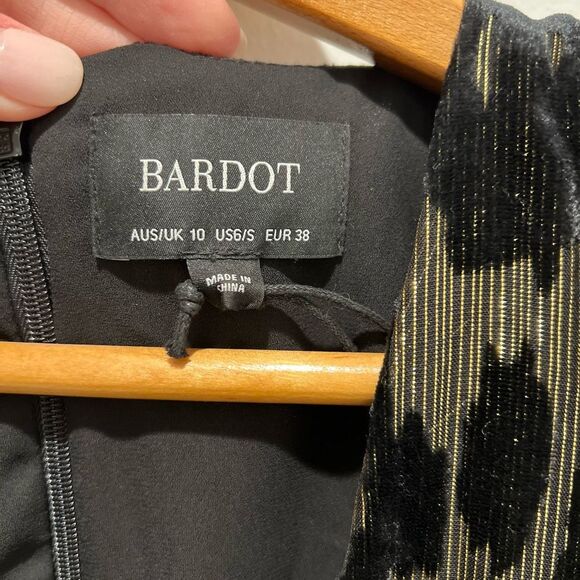 BARDOT
AUS/UK 10 US6/S EUR 38
MADE IN
CHINA